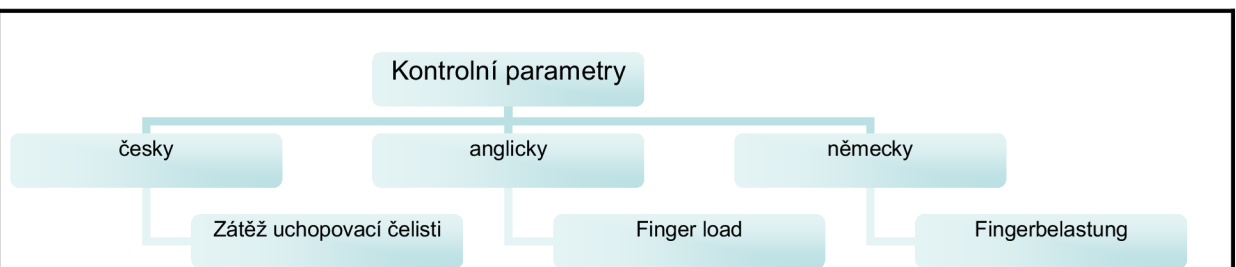 Kontrolní parametry
česky
anglicky
německy
Zátěž uchopovací čelisti
Finger load
Fingerbelastung